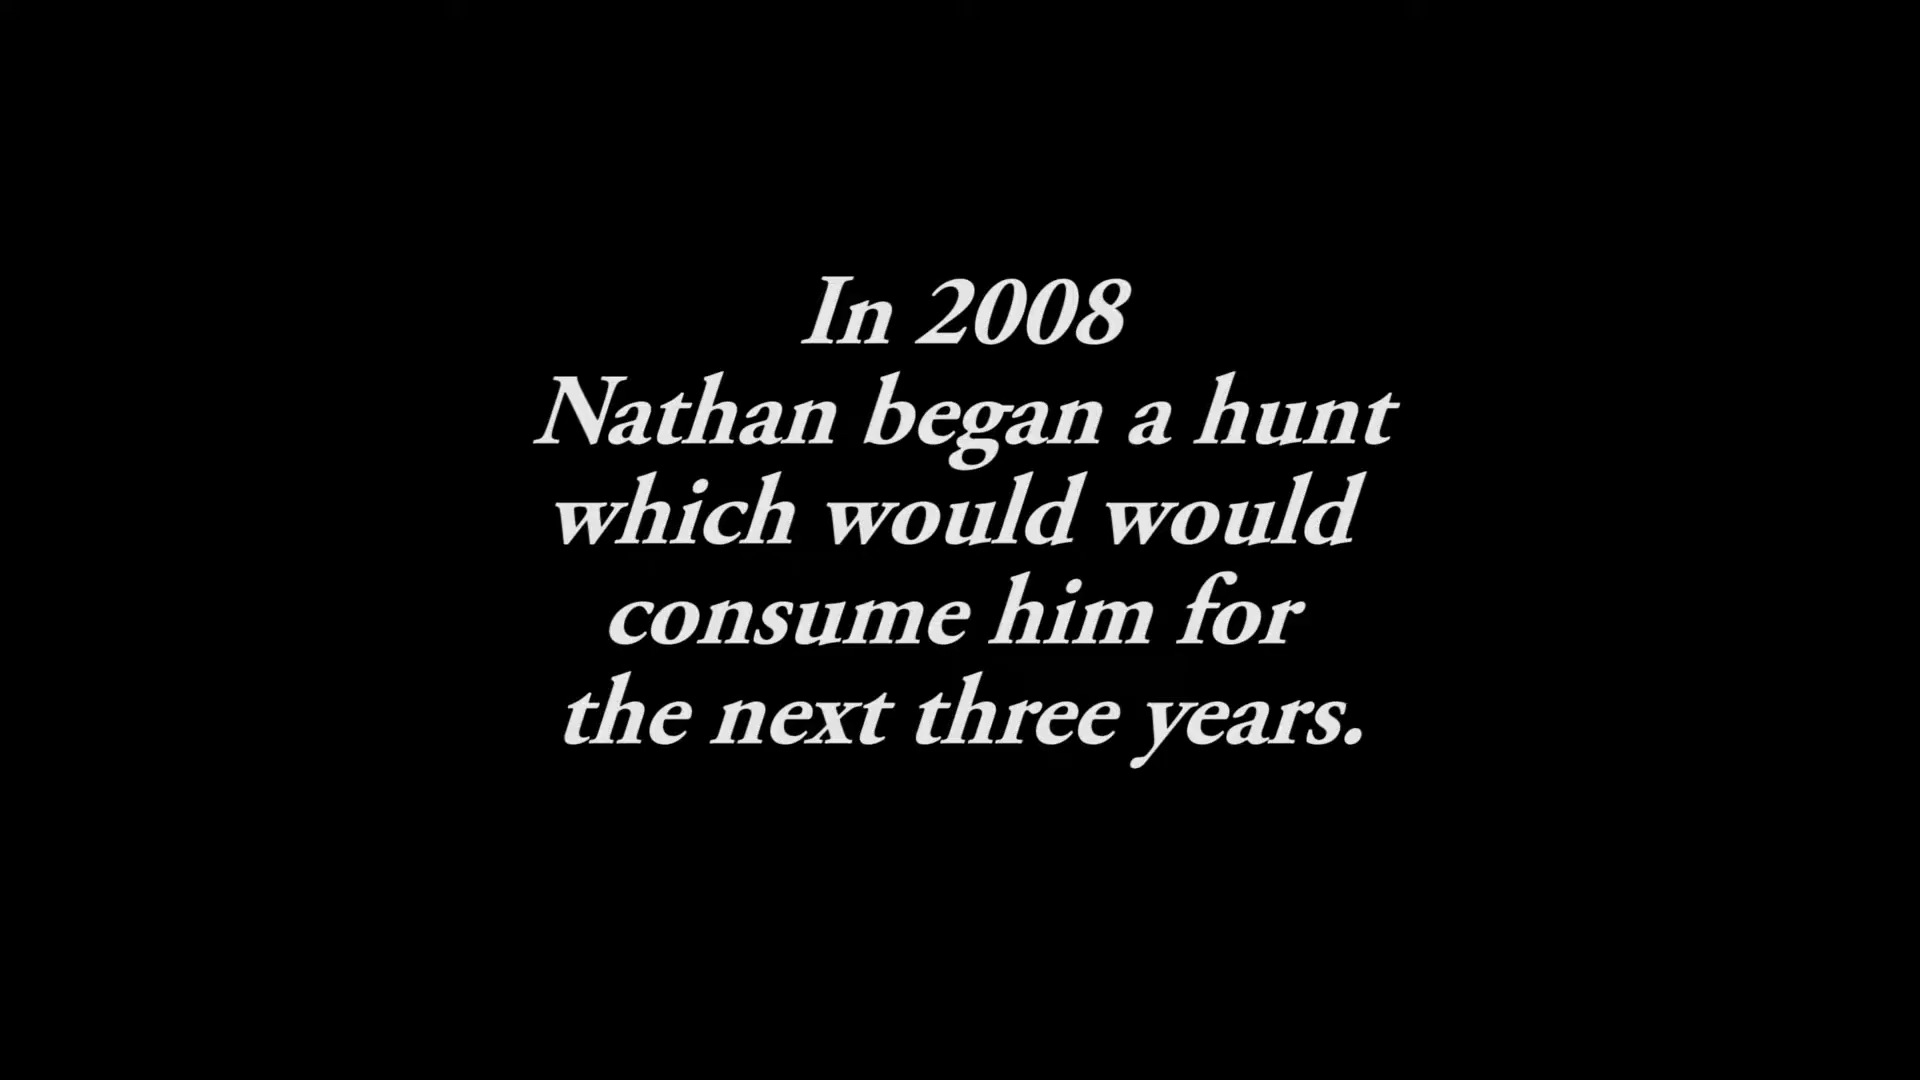 In 2008
Nathan began a hunt
which would would
consume him for
the next three years.